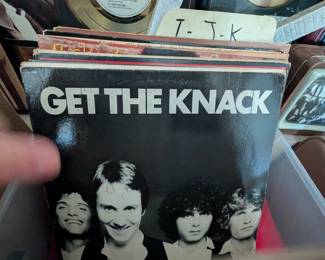 I-J-K
GET THE KNACK